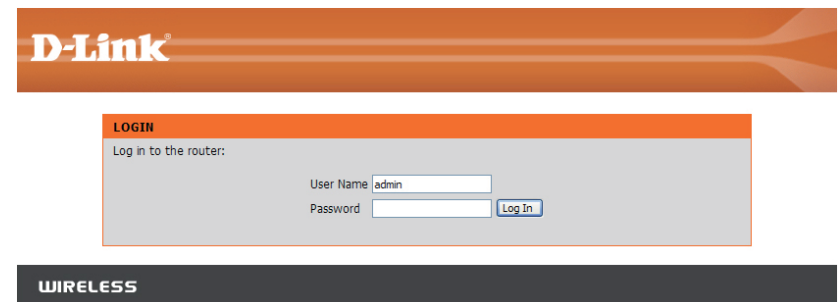 D-Link®
LOGIN
Log in to the router:
User Name admin
Password Log In
WIRELESS